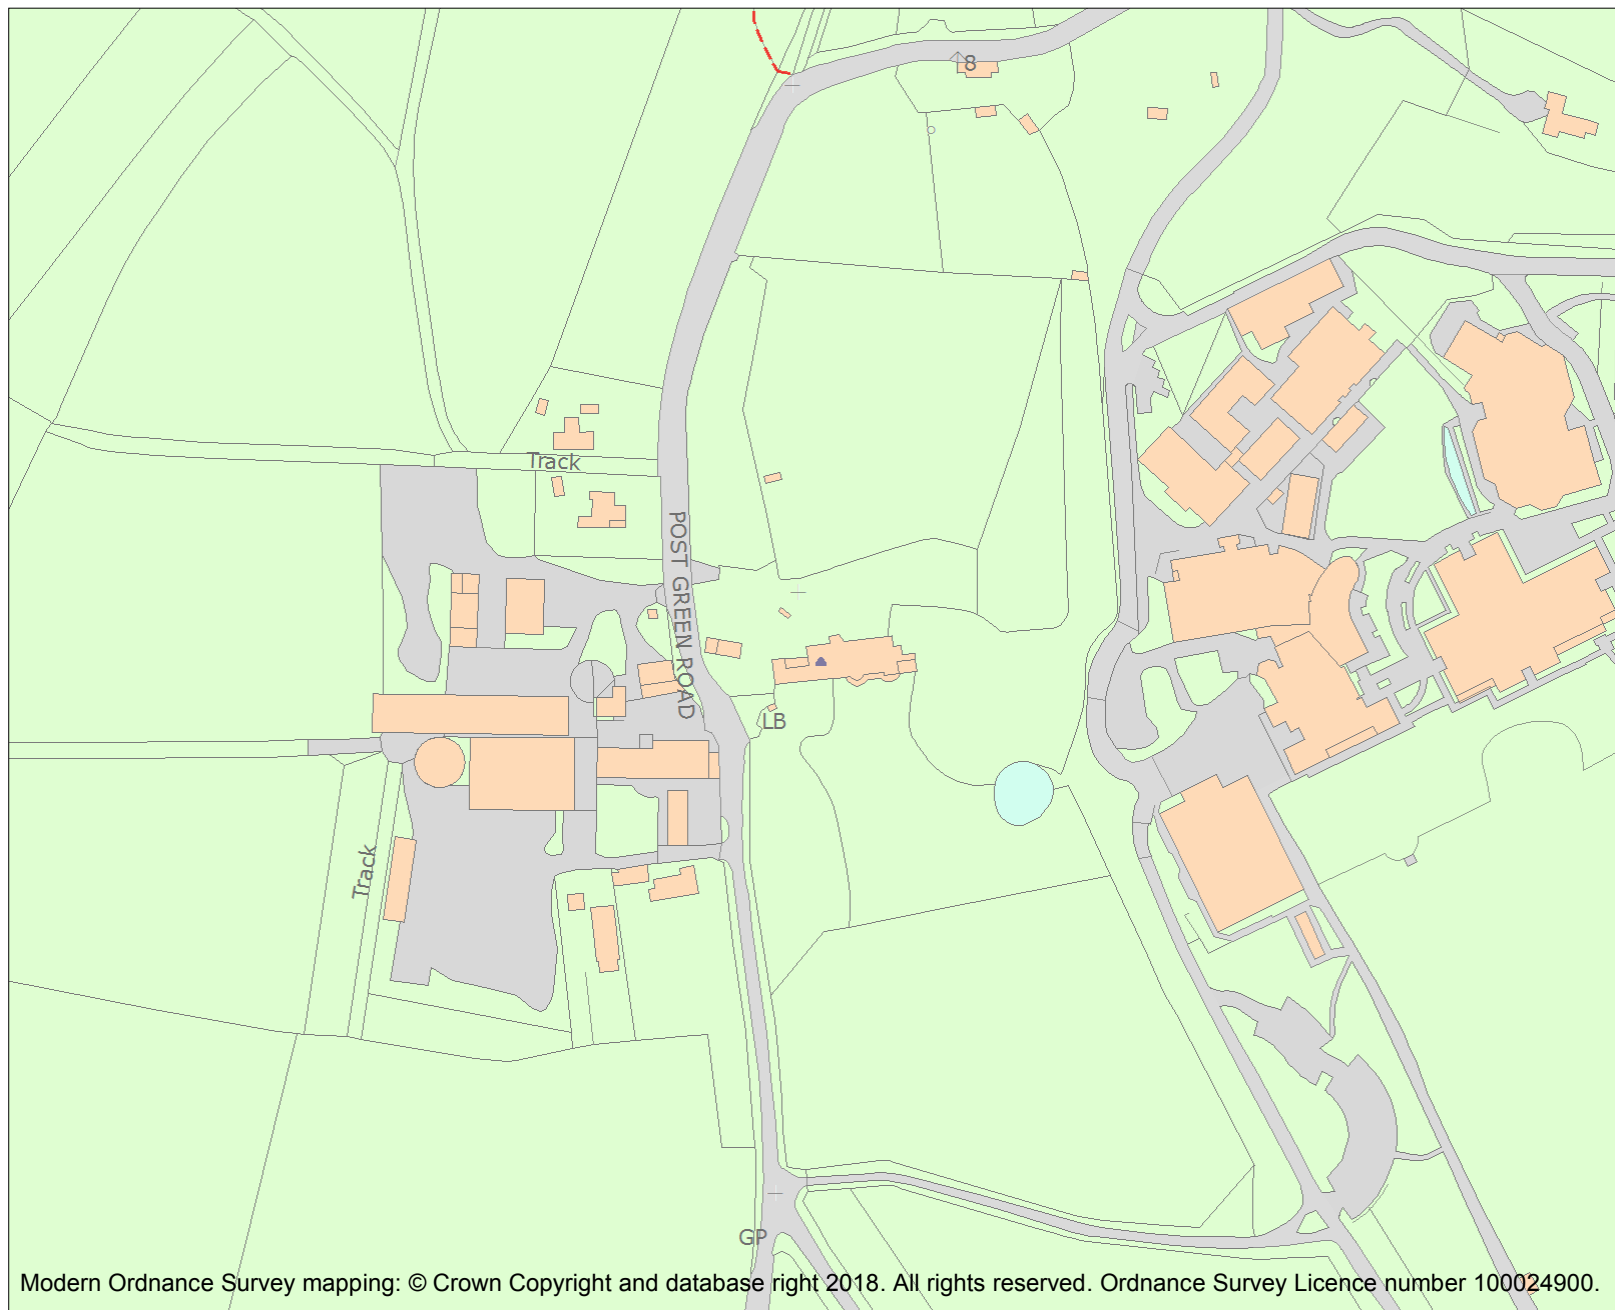 8
Track
POST GREEN ROAD
LB
Track
GP
Modern Ordnance Survey mapping: © Crown Copyright and database right 2018. All rights reserved. Ordnance Survey Licence number 100024900.